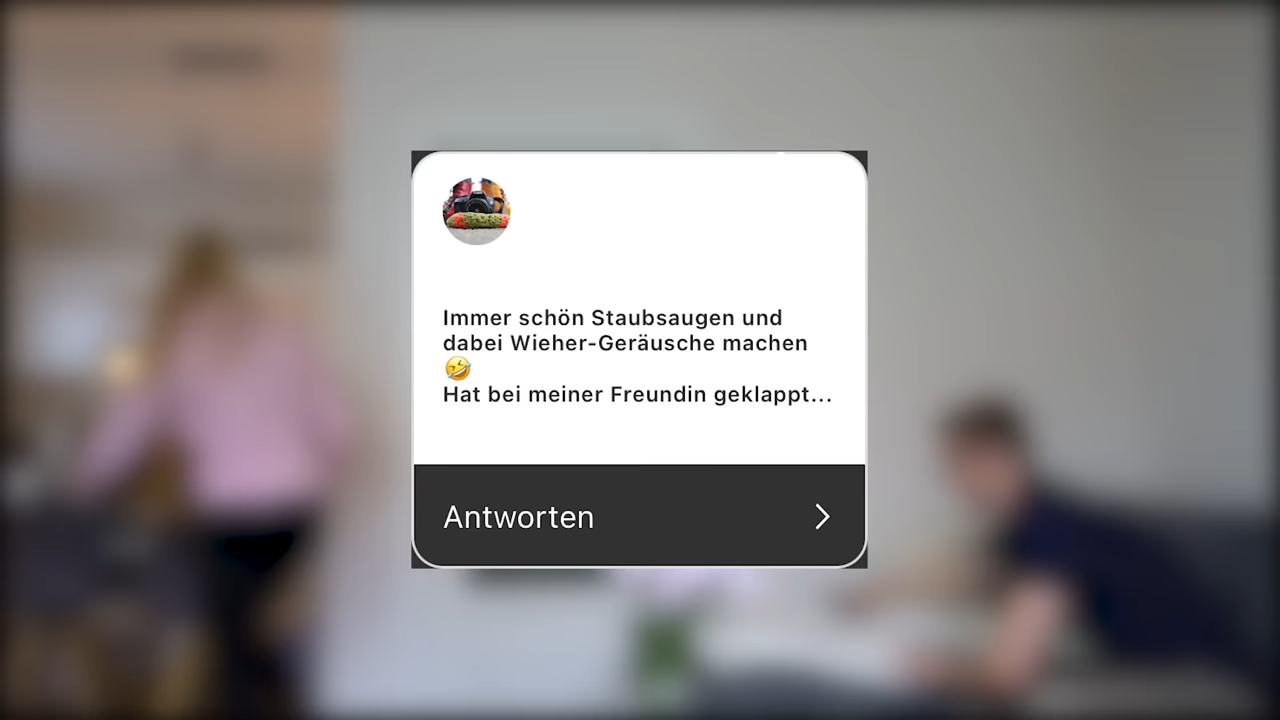 Immer schön Staubsaugen und
dabei Wieher-Geräusche machen
🤣
Hat bei meiner Freundin geklappt...
Antworten